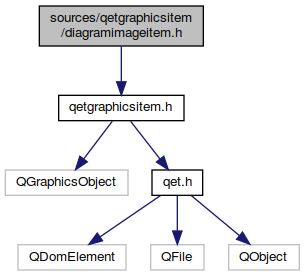 sources/qetgraphicsitem
/diagramimageitem.h
qetgraphicsitem.h
QGraphicsObject
qet.h
QDomElement
QFile
QObject